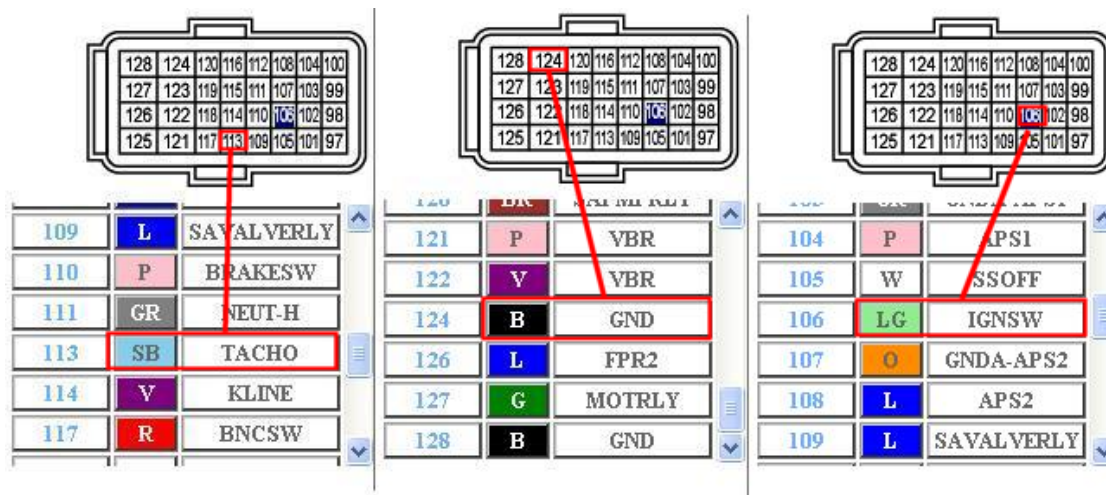 128 124 120 116 112 108 104 100
127 123 119 115 111 107 103 99
126 122 118 114 110 106 102 98
125 121 117 113 109 105 101 97
109 L SAVALVERLY
110 P BRAKESW
111 GR NEUT-H
113 SB TACHO
114 V KLINE
117 R BNCSW
128 124 120 116 112 108 104 100
127 123 119 115 111 107 103 99
126 122 118 114 110 106 102 98
125 121 117 113 109 105 101 97
121 P VBR
122 V VBR
124 B GND
126 L FPR2
127 G MOTRLY
128 B GND
128 124 120 116 112 108 104 100
127 123 119 115 111 107 103 99
126 122 118 114 110 106 102 98
125 121 117 113 109 105 101 97
104 P APS1
105 W SSOFF
106 LG IGNSW
107 O GNDA-APS2
108 L APS2
109 L SAVALVERLY